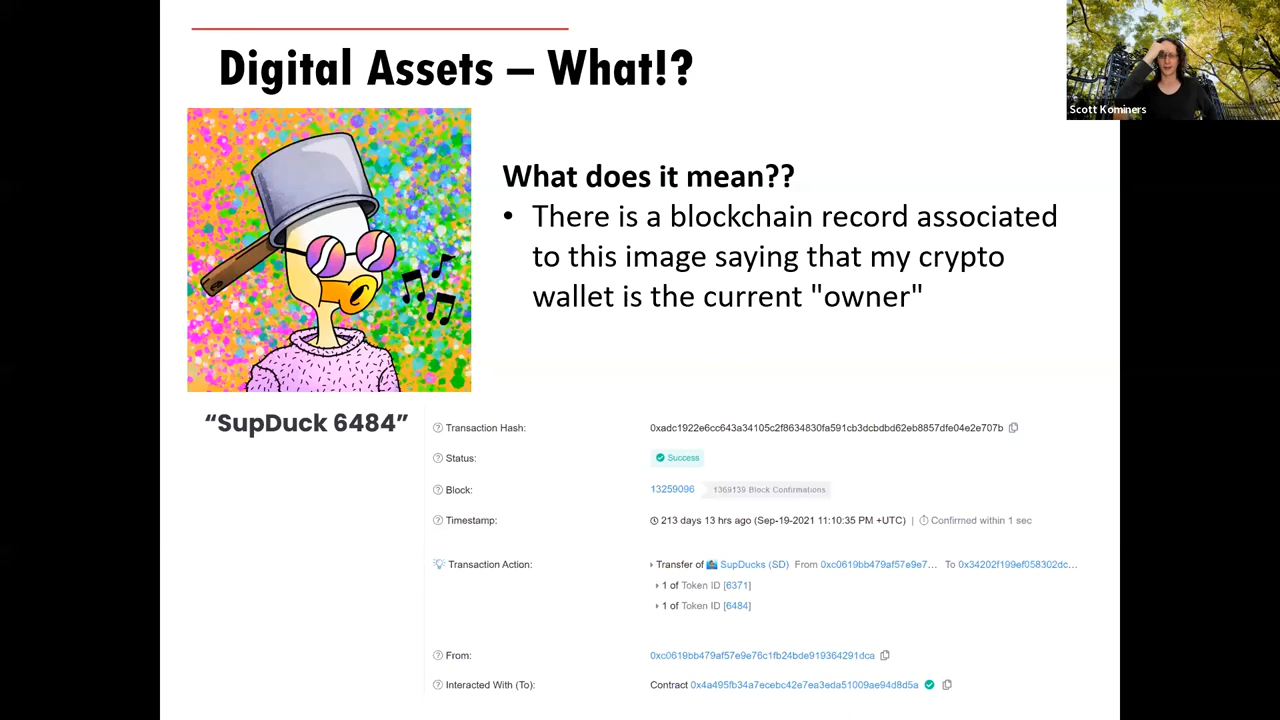 Digital Assets – What!?
Scott Kominers
What does it mean??
• There is a blockchain record associated
to this image saying that my crypto
wallet is the current "owner"
“SupDuck 6484”
Transaction Hash: 0xadc1922e6cc643a34105c2f8634830fa591cb3dcbdbd62eb8857dfe04e2e707b
Status: Success
Block: 13259096 1369139 Block Confirmations
Timestamp: 213 days 13 hrs ago (Sep-19-2021 11:10:35 PM +UTC) | Confirmed within 1 sec
Transaction Action: Transfer of SupDucks (SD) From 0xc0619bb479af57e9e7... To 0x34202f199ef058302dc...
1 of Token ID [6371]
1 of Token ID [6484]
From: 0xc0619bb479af57e9e76c1fb24bde919364291dca
Interacted With (To): Contract 0x4a495fb34a7ecebc42e7ea3eda51009ae94d8d5a